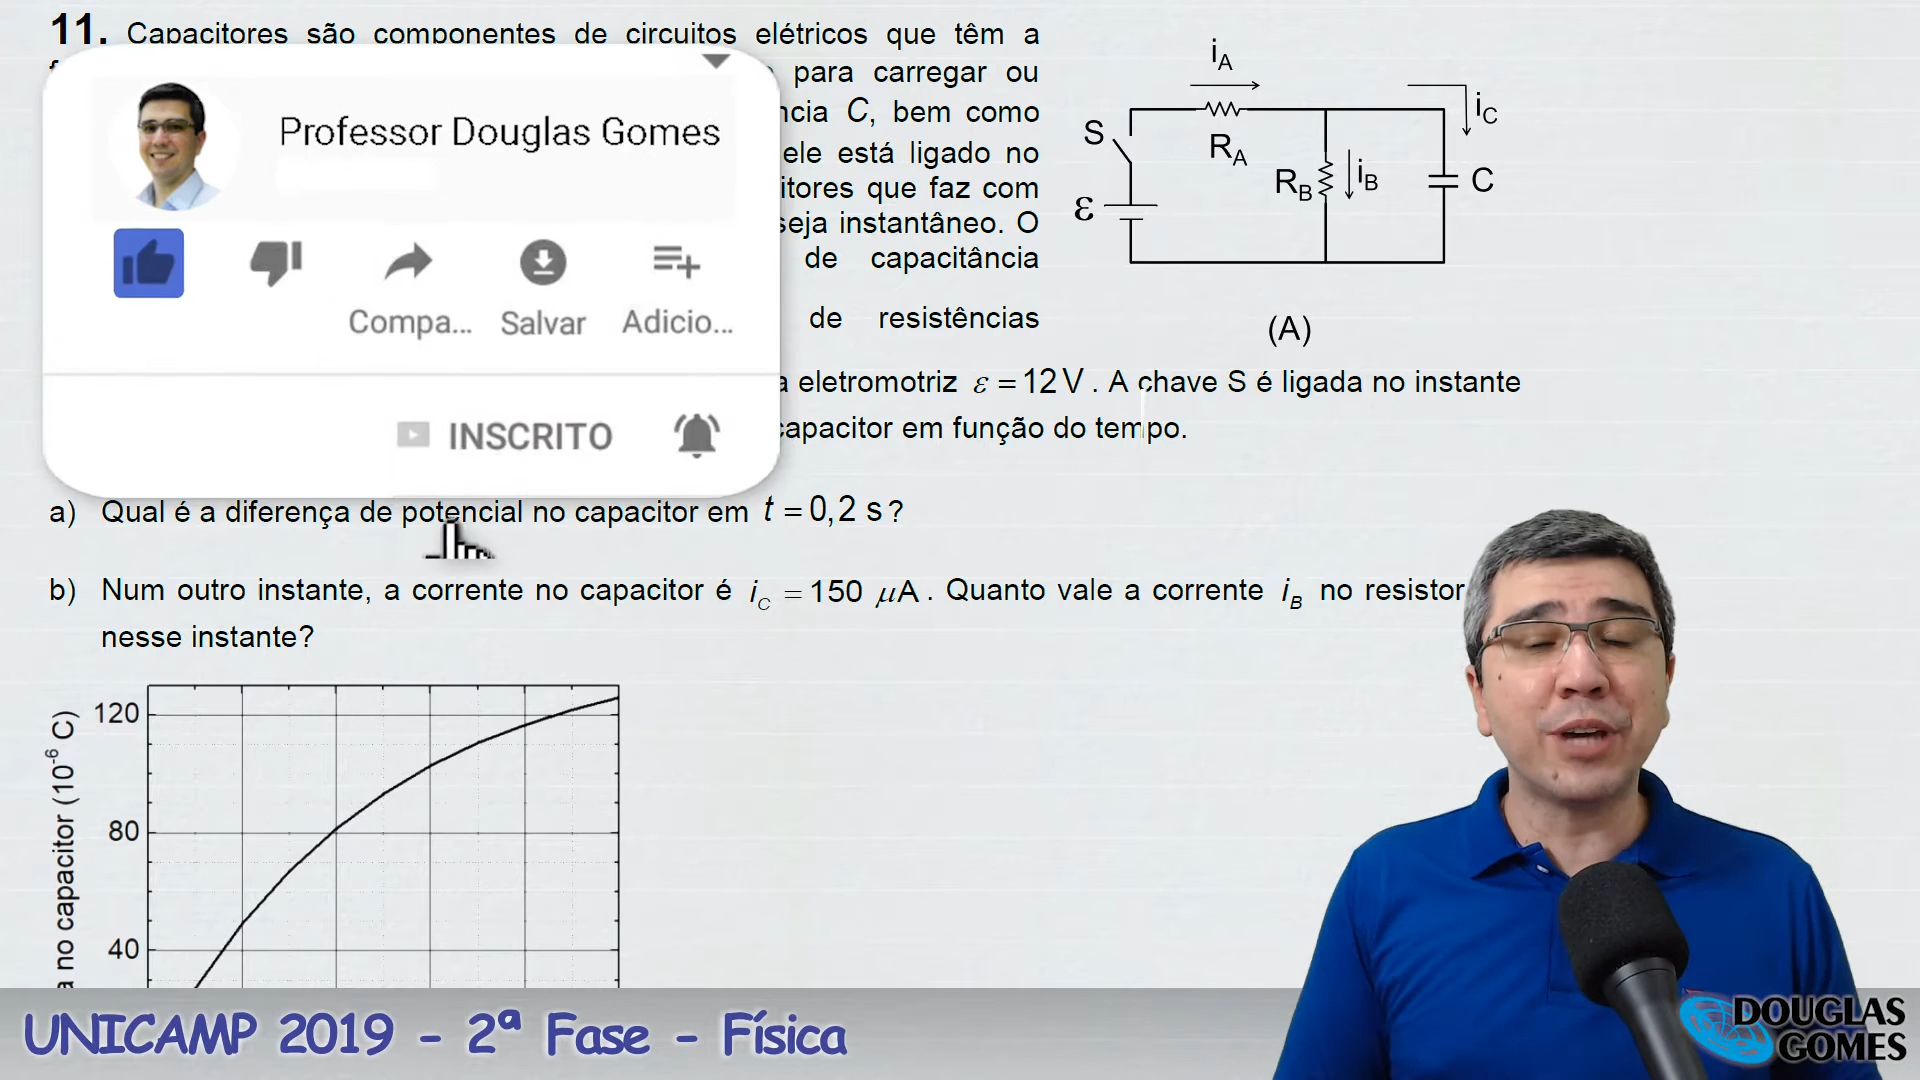 11. Capacitores são componentes de circuitos elétricos que têm a
para carregar ou
ncia C, bem como
ele está ligado no
itores que faz com
seja instantâneo. O
de capacitância
de resistências
a eletromotriz ε = 12 V . A chave S é ligada no instante
capacitor em função do tempo.
Professor Douglas Gomes
Compa...
Salvar
Adicio...
INSCRITO
iA
iC
S
RA
RB
iB
C
ε
(A)
a) Qual é a diferença de potencial no capacitor em t = 0,2 s?
b) Num outro instante, a corrente no capacitor é iC = 150 μA . Quanto vale a corrente iB no resistor
nesse instante?
120
80
40
a no capacitor (10⁻⁶ C)
UNICAMP 2019 - 2ª Fase - Física
DOUGLAS
GOMES